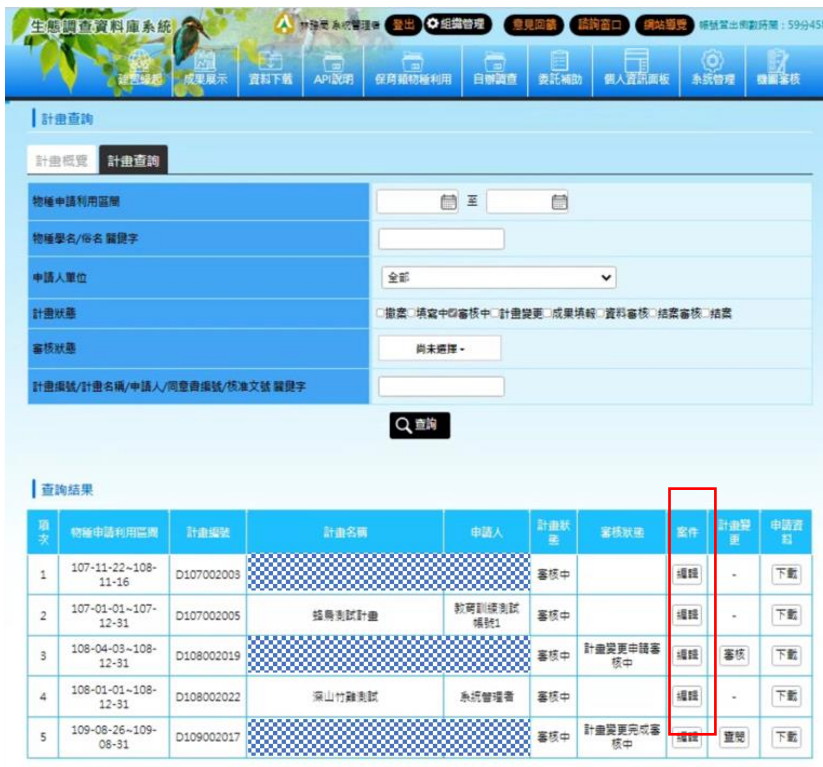 生態調查資料庫系統
林務局 系統管理者 登出 組織管理 意見回饋 諮詢窗口 網站導覽 帳號登出倒數時間：59分45
成果展示 資料下載 API說明 保育類物種利用 自辦調查 委託補助 個人資訊面板 系統管理 機關審核
計畫查詢
計畫概覽 計畫查詢
物種申請利用區間 至
物種學名/俗名 關鍵字
申請人單位 全部
計畫狀態 撤案 填寫中 審核中 計畫變更 成果填報 資料審核 結案審核 結案
審核狀態 尚未選擇
計畫編號/計畫名稱/申請人/同意書編號/核准文號 關鍵字
查詢
查詢結果
項次 物種申請利用區間 計畫編號 計畫名稱 申請人 計畫狀態 審核狀態 案件 計畫變更 申請資料
1 107-11-22~108-11-16 D107002003 審核中 編輯 - 下載
2 107-01-01~107-12-31 D107002005 蜂鳥測試計畫 教育訓練測試帳號1 審核中 編輯 - 下載
3 108-04-03~108-12-31 D108002019 審核中 計畫變更申請審核中 編輯 審核 下載
4 108-01-01~108-12-31 D108002022 深山竹雞測試 系統管理者 審核中 編輯 - 下載
5 109-08-26~109-08-31 D109002017 審核中 計畫變更完成審核中 編輯 查閱 下載